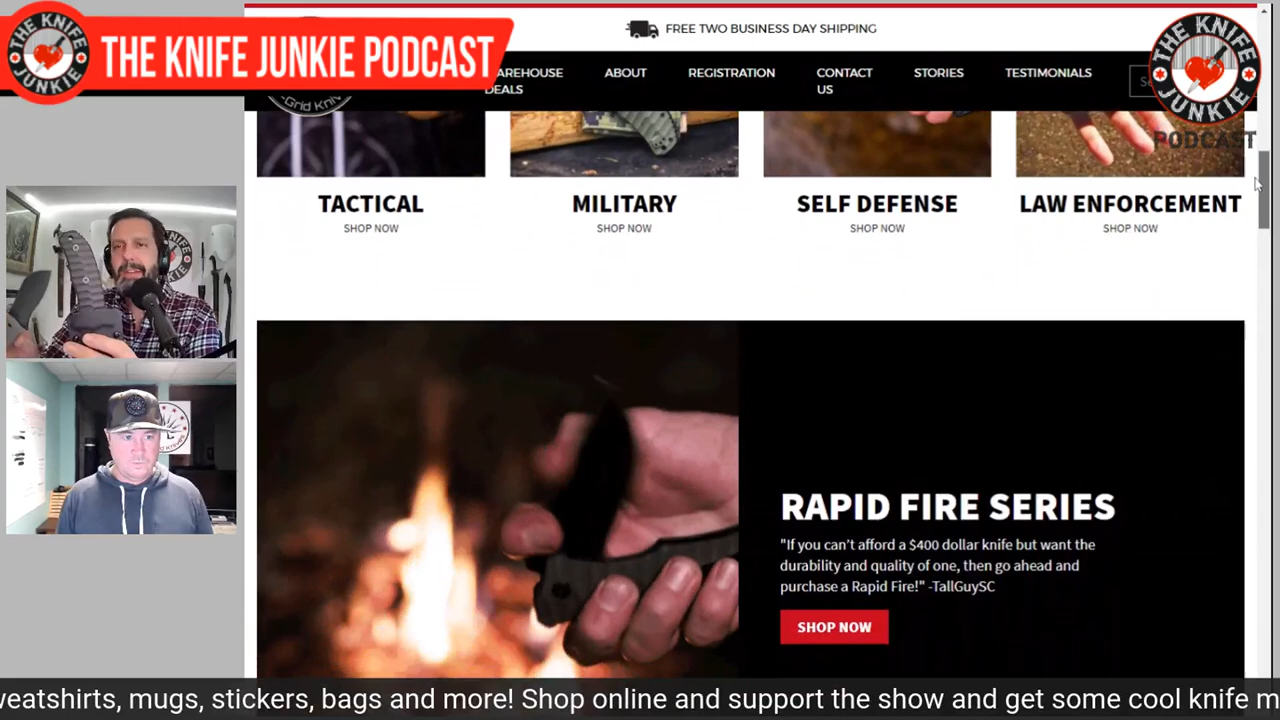 THE KNIFE JUNKIE
THE KNIFE JUNKIE PODCAST
FREE TWO BUSINESS DAY SHIPPING
THE KNIFE JUNKIE
PODCAST
DEALS
ABOUT
REGISTRATION
CONTACT
US
STORIES
TESTIMONIALS
TACTICAL
SHOP NOW
MILITARY
SHOP NOW
SELF DEFENSE
SHOP NOW
LAW ENFORCEMENT
SHOP NOW
RAPID FIRE SERIES
"If you can't afford a $400 dollar knife but want the
durability and quality of one, then go ahead and
purchase a Rapid Fire!" -TallGuySC
SHOP NOW
weatshirts, mugs, stickers, bags and more! Shop online and support the show and get some cool knife m